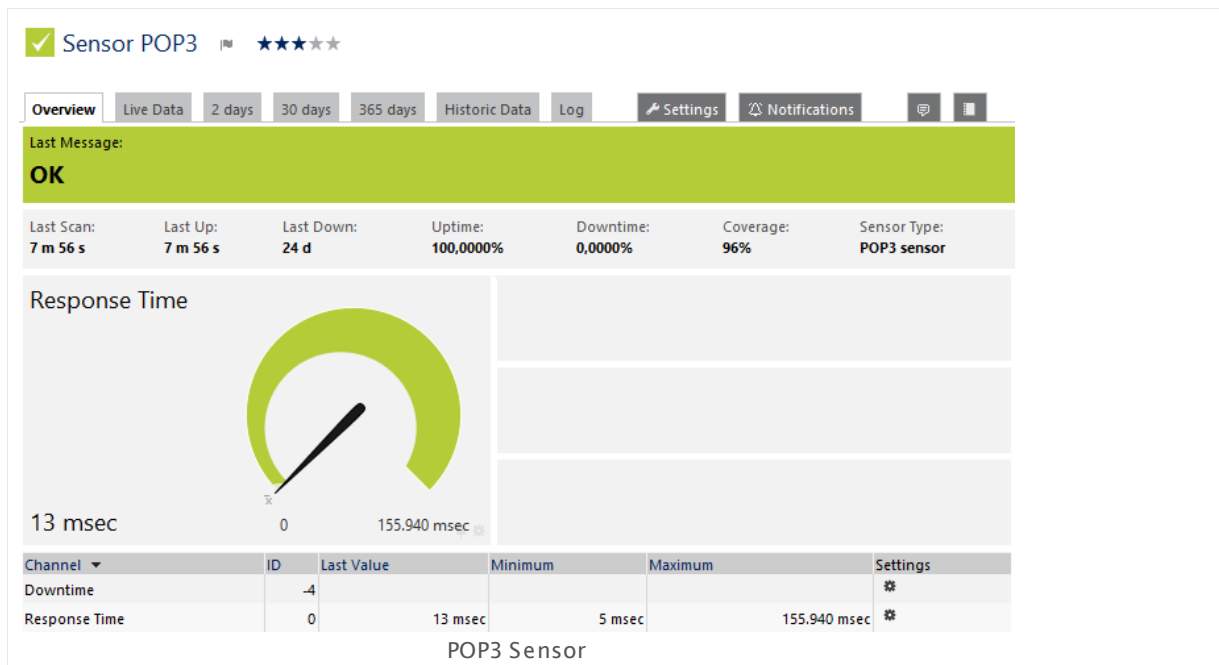 Sensor POP3
Overview Live Data 2 days 30 days 365 days Historic Data Log Settings Notifications
Last Message:
OK
Last Scan: Last Up: Last Down: Uptime: Downtime: Coverage: Sensor Type:
7 m 56 s 7 m 56 s 24 d 100,0000% 0,0000% 96% POP3 sensor
Response Time
13 msec 0 155.940 msec
Channel ID Last Value Minimum Maximum Settings
Downtime -4
Response Time 0 13 msec 5 msec 155.940 msec
POP3 Sensor